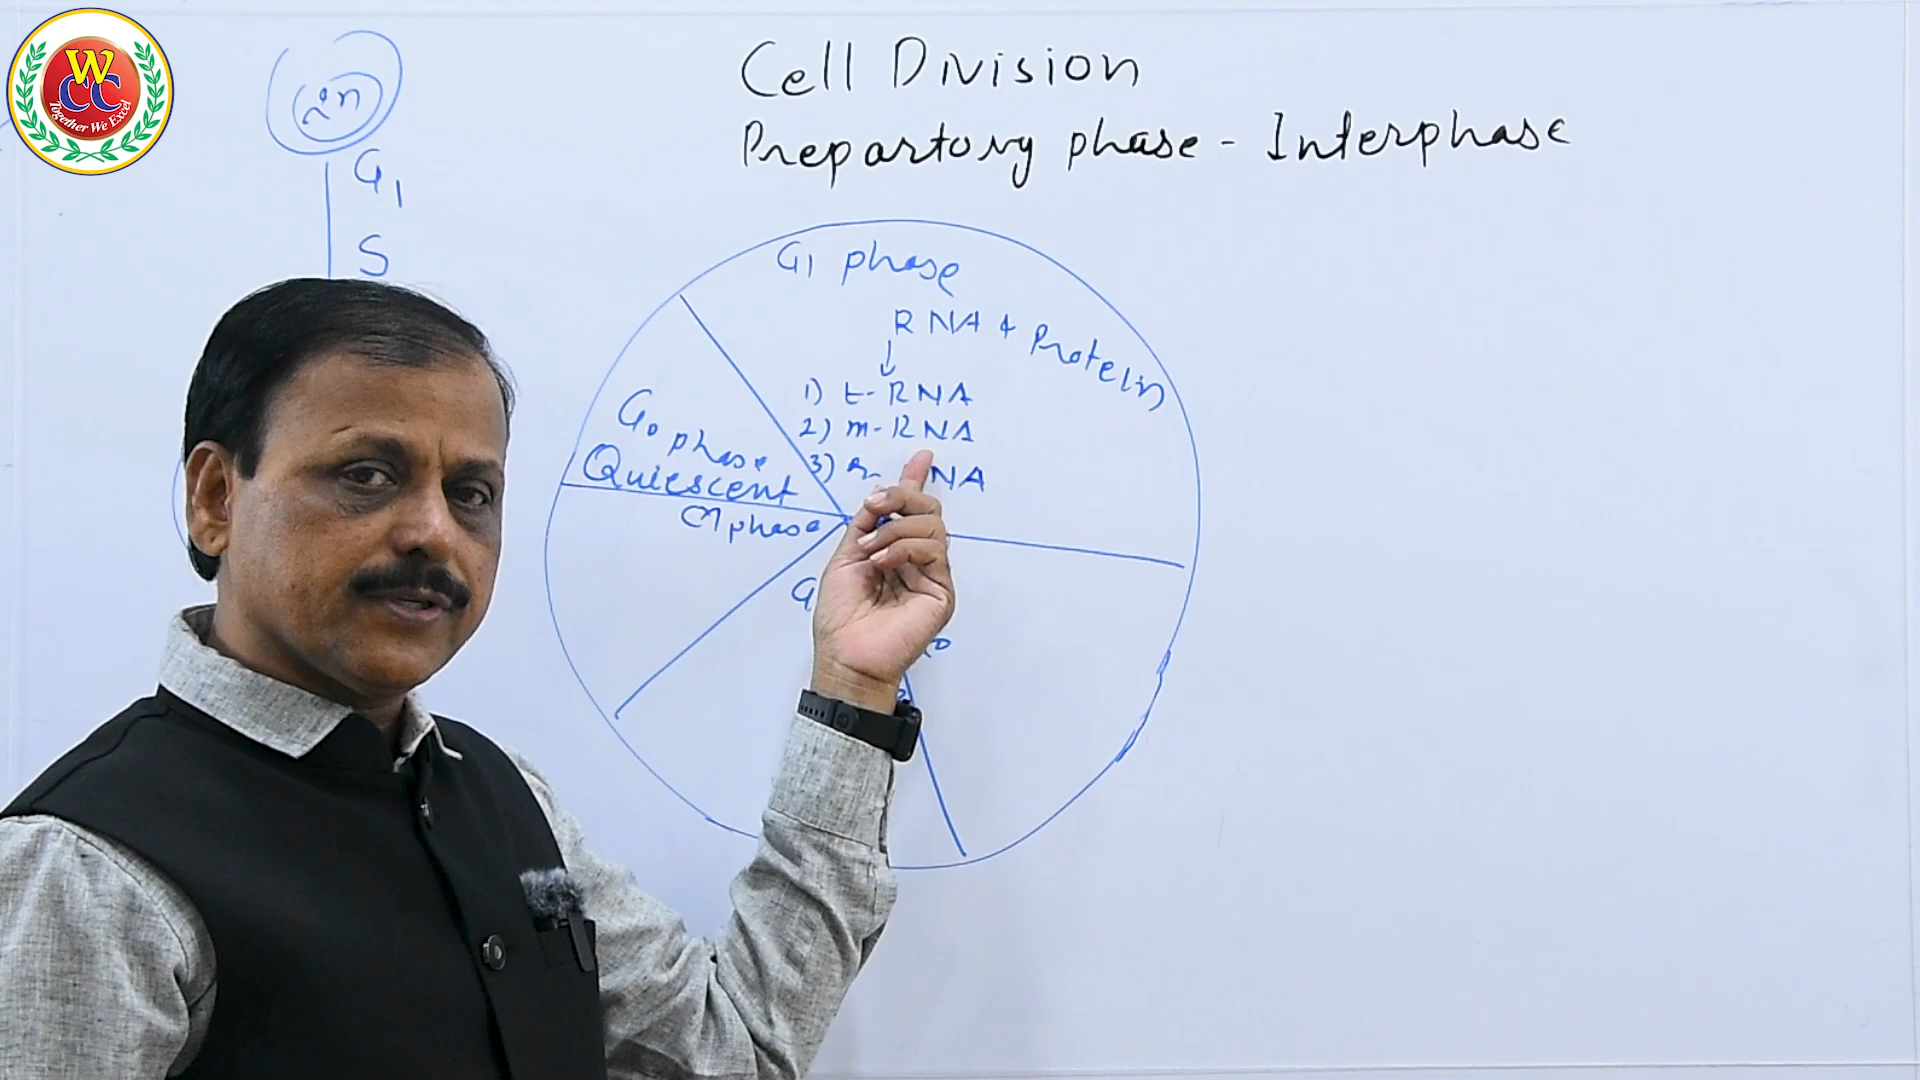 WCC
Together We Excel
2n
G1
S
Cell Division
Prepartory phase - Interphase
G1 phase
RNA + Protein
1) t-RNA
2) m-RNA
3) r- NA
G0 phase
Quiescent
M phase
G